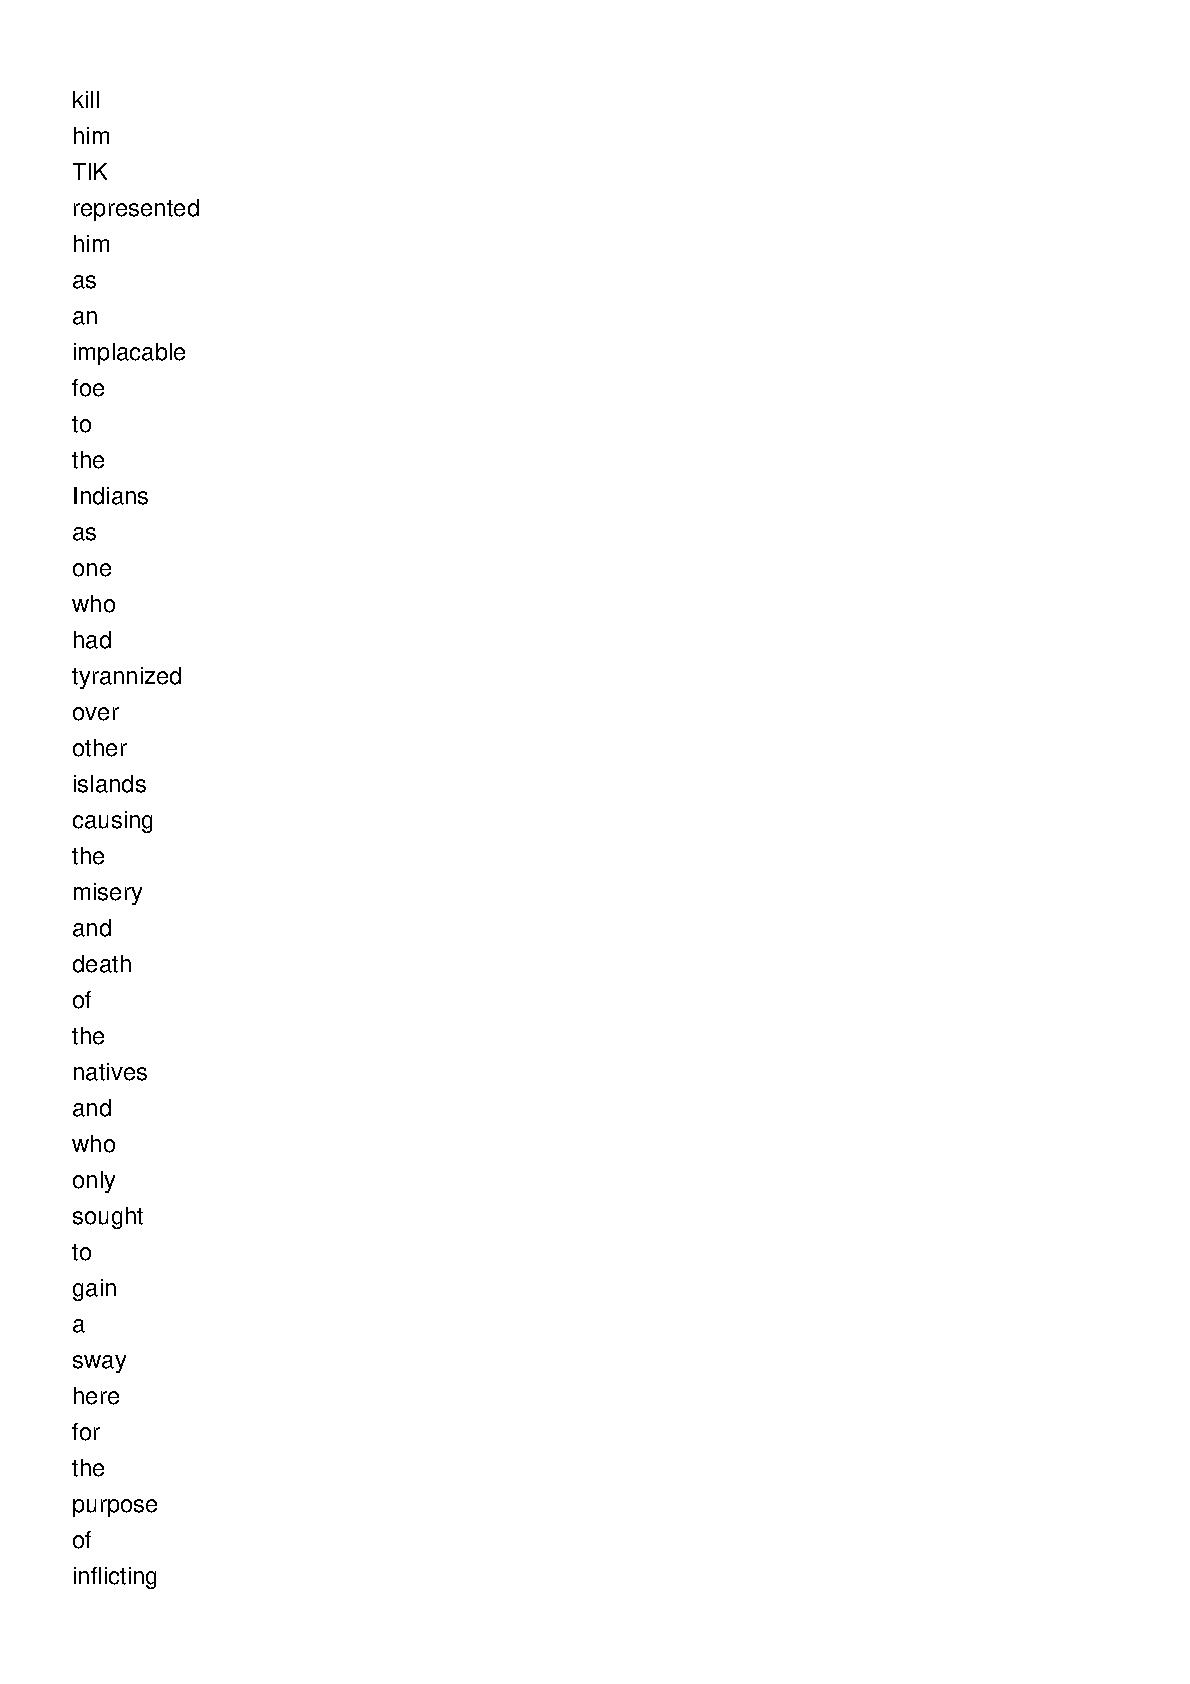 kill
him
TIK
represented
him
as
an
implacable
foe
to
the
Indians
as
one
who
had
tyrannized
over
other
islands
causing
the
misery
and
death
of
the
natives
and
who
only
sought
to
gain
a
sway
here
for
the
purpose
of
inflicting